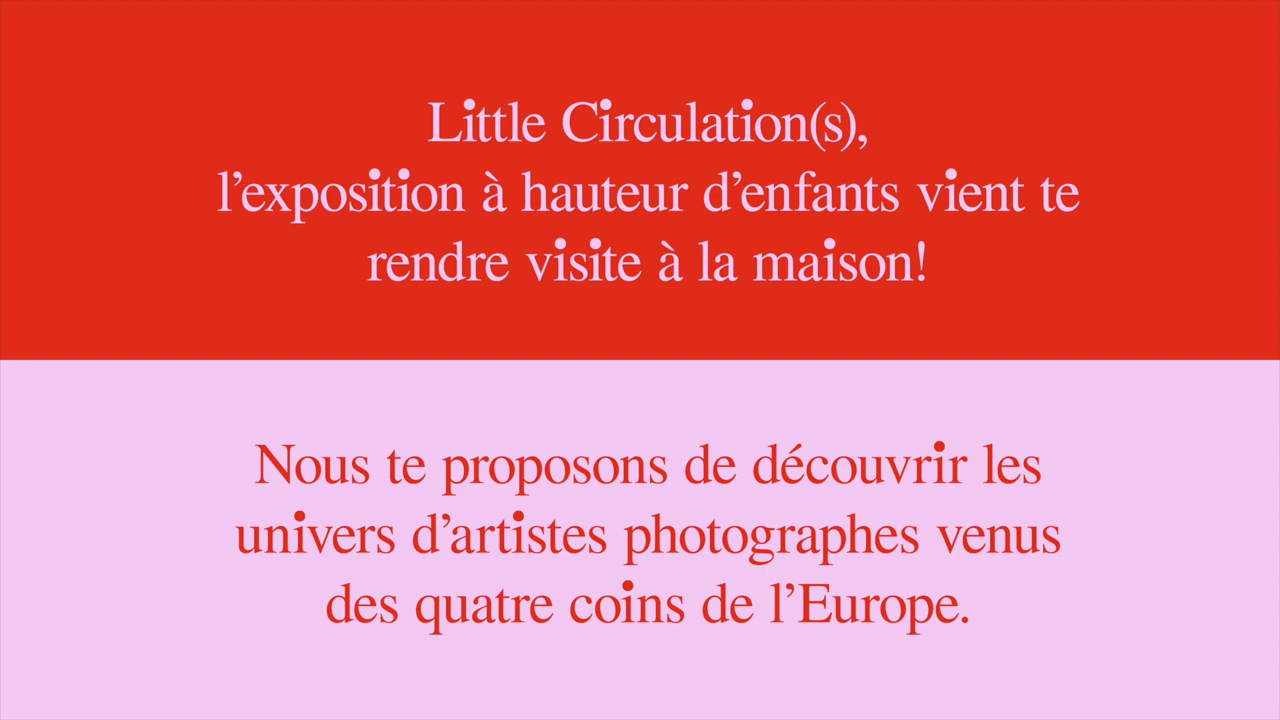 Little Circulation(s),
l’exposition à hauteur d’enfants vient te
rendre visite à la maison!
Nous te proposons de découvrir les
univers d’artistes photographes venus
des quatre coins de l’Europe.